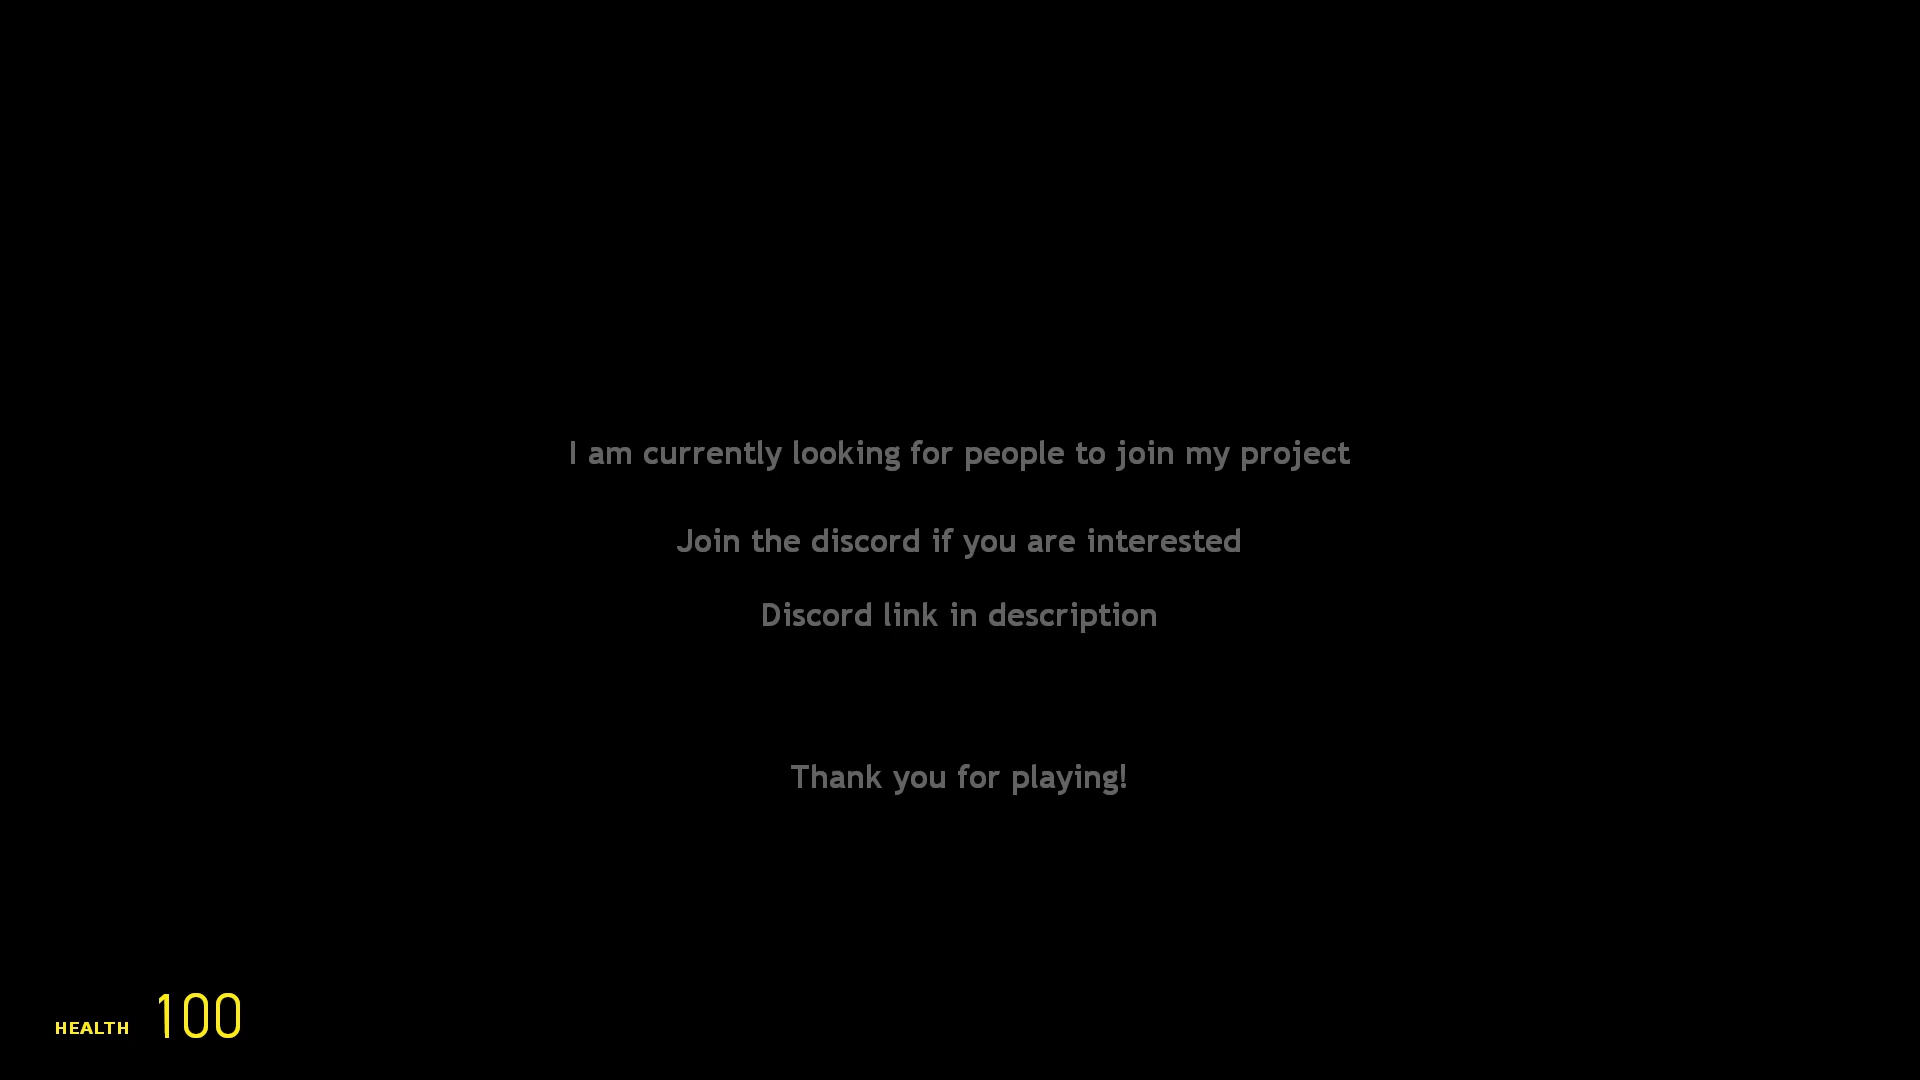 I am currently looking for people to join my project
Join the discord if you are interested
Discord link in description
Thank you for playing!
HEALTH 100